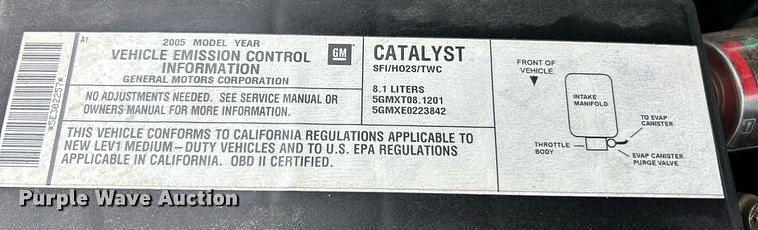 A1
2005 MODEL YEAR
VEHICLE EMISSION CONTROL
INFORMATION
GENERAL MOTORS CORPORATION
GM
NO ADJUSTMENTS NEEDED. SEE SERVICE MANUAL OR
OWNERS MANUAL FOR MORE INFORMATION.
CATALYST
SFI/HO2S/TWC
8.1 LITERS
5GMXT08.1201
5GMXE0223842
THIS VEHICLE CONFORMS TO CALIFORNIA REGULATIONS APPLICABLE TO
NEW LEV1 MEDIUM-DUTY VEHICLES AND TO U.S. EPA REGULATIONS
APPLICABLE IN CALIFORNIA. OBD II CERTIFIED.
FRONT OF
VEHICLE
INTAKE
MANIFOLD
TO EVAP
CANISTER
THROTTLE
BODY
EVAP CANISTER
PURGE VALVE
*5E302257*
Purple Wave Auction